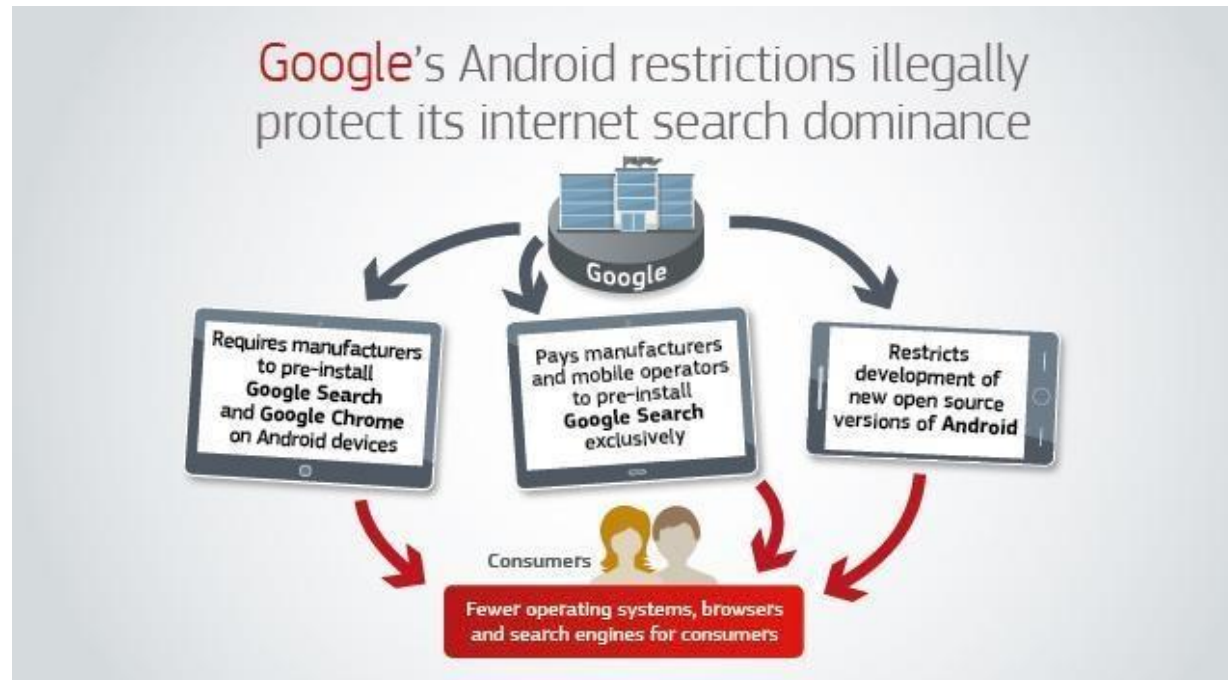 Google's Android restrictions illegally
protect its internet search dominance
Google
Requires manufacturers
to pre-install
Google Search
and Google Chrome
on Android devices
Pays manufacturers
and mobile operators
to pre-install
Google Search
exclusively
Restricts
development of
new open source
versions of Android
Consumers
Fewer operating systems, browsers
and search engines for consumers